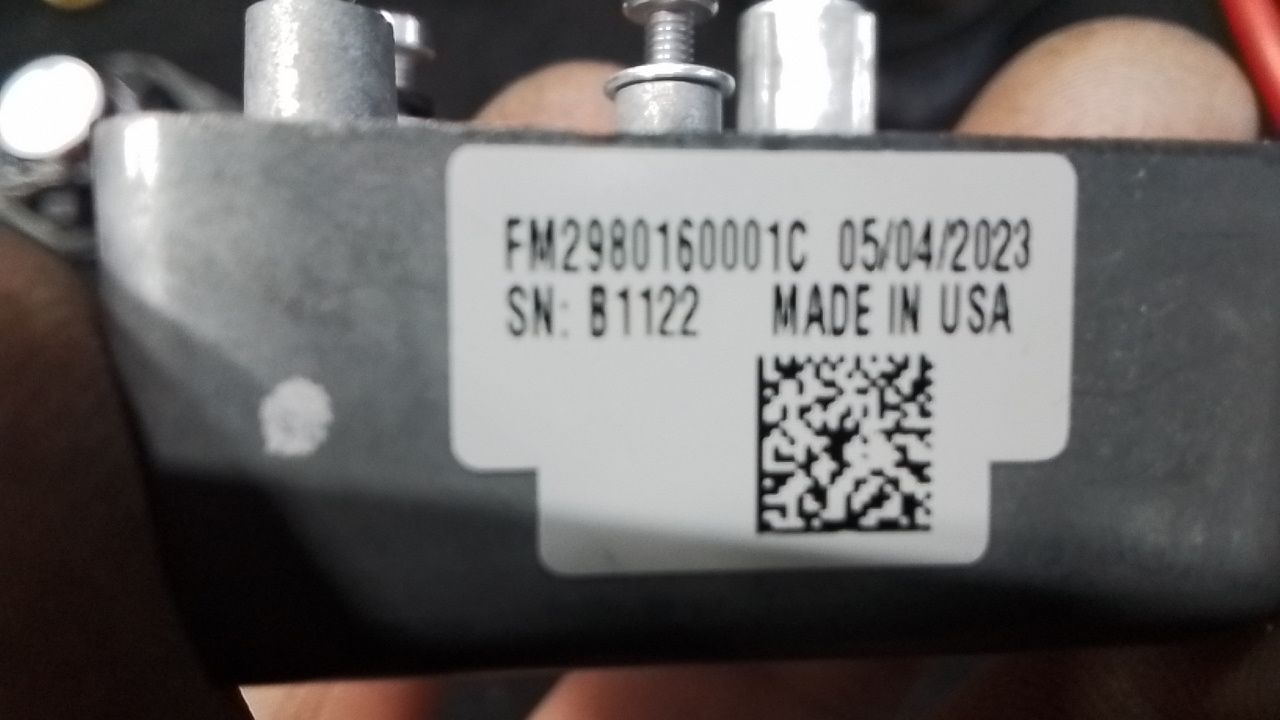 FM2980160001C 05/04/2023
SN: B1122 MADE IN USA